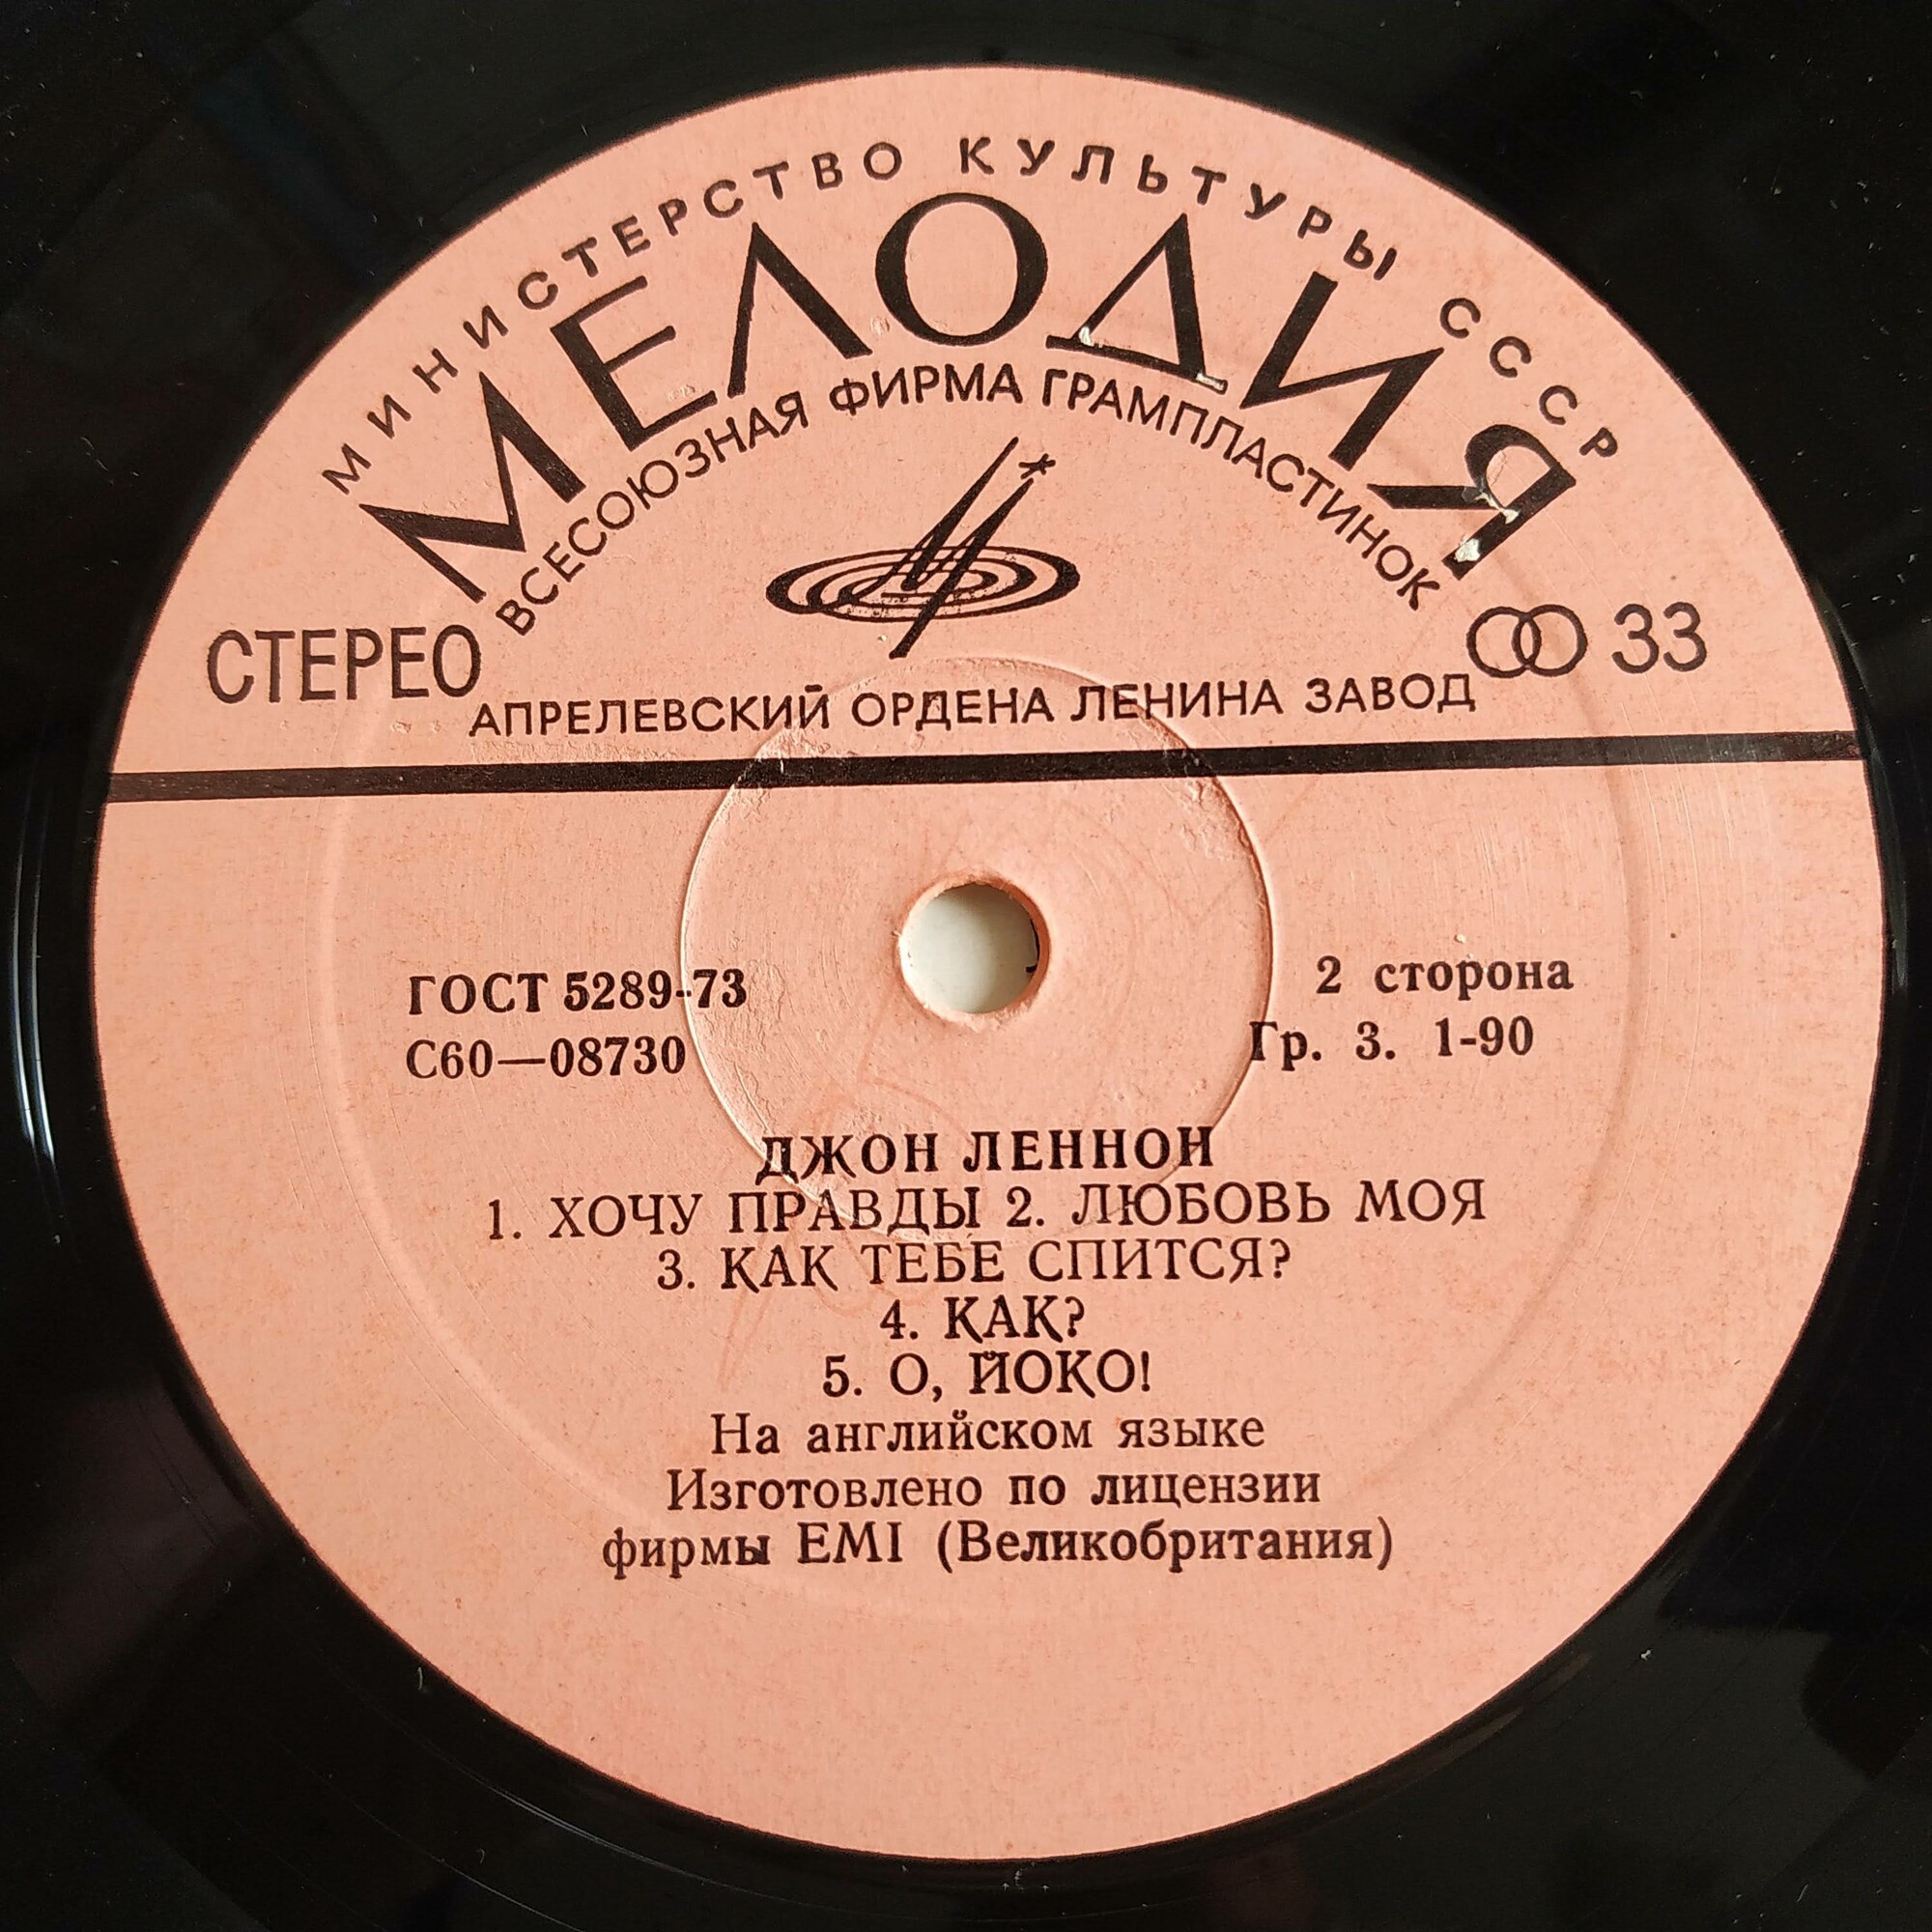 МИНИСТЕРСТВО КУЛЬТУРЫ СССР
МЕЛОДИЯ
ВСЕСОЮЗНАЯ ФИРМА ГРАМПЛАСТИНОК
СТЕРЕО
33
АПРЕЛЕВСКИЙ ОРДЕНА ЛЕНИНА ЗАВОД
ГОСТ 5289-73
С60—08730
2 сторона
Гр. 3. 1-90
ДЖОН ЛЕННОН
1. ХОЧУ ПРАВДЫ 2. ЛЮБОВЬ МОЯ
3. КАК ТЕБЕ СПИТСЯ?
4. КАК?
5. О, ЙОКО!
На английском языке
Изготовлено по лицензии
фирмы EMI (Великобритания)